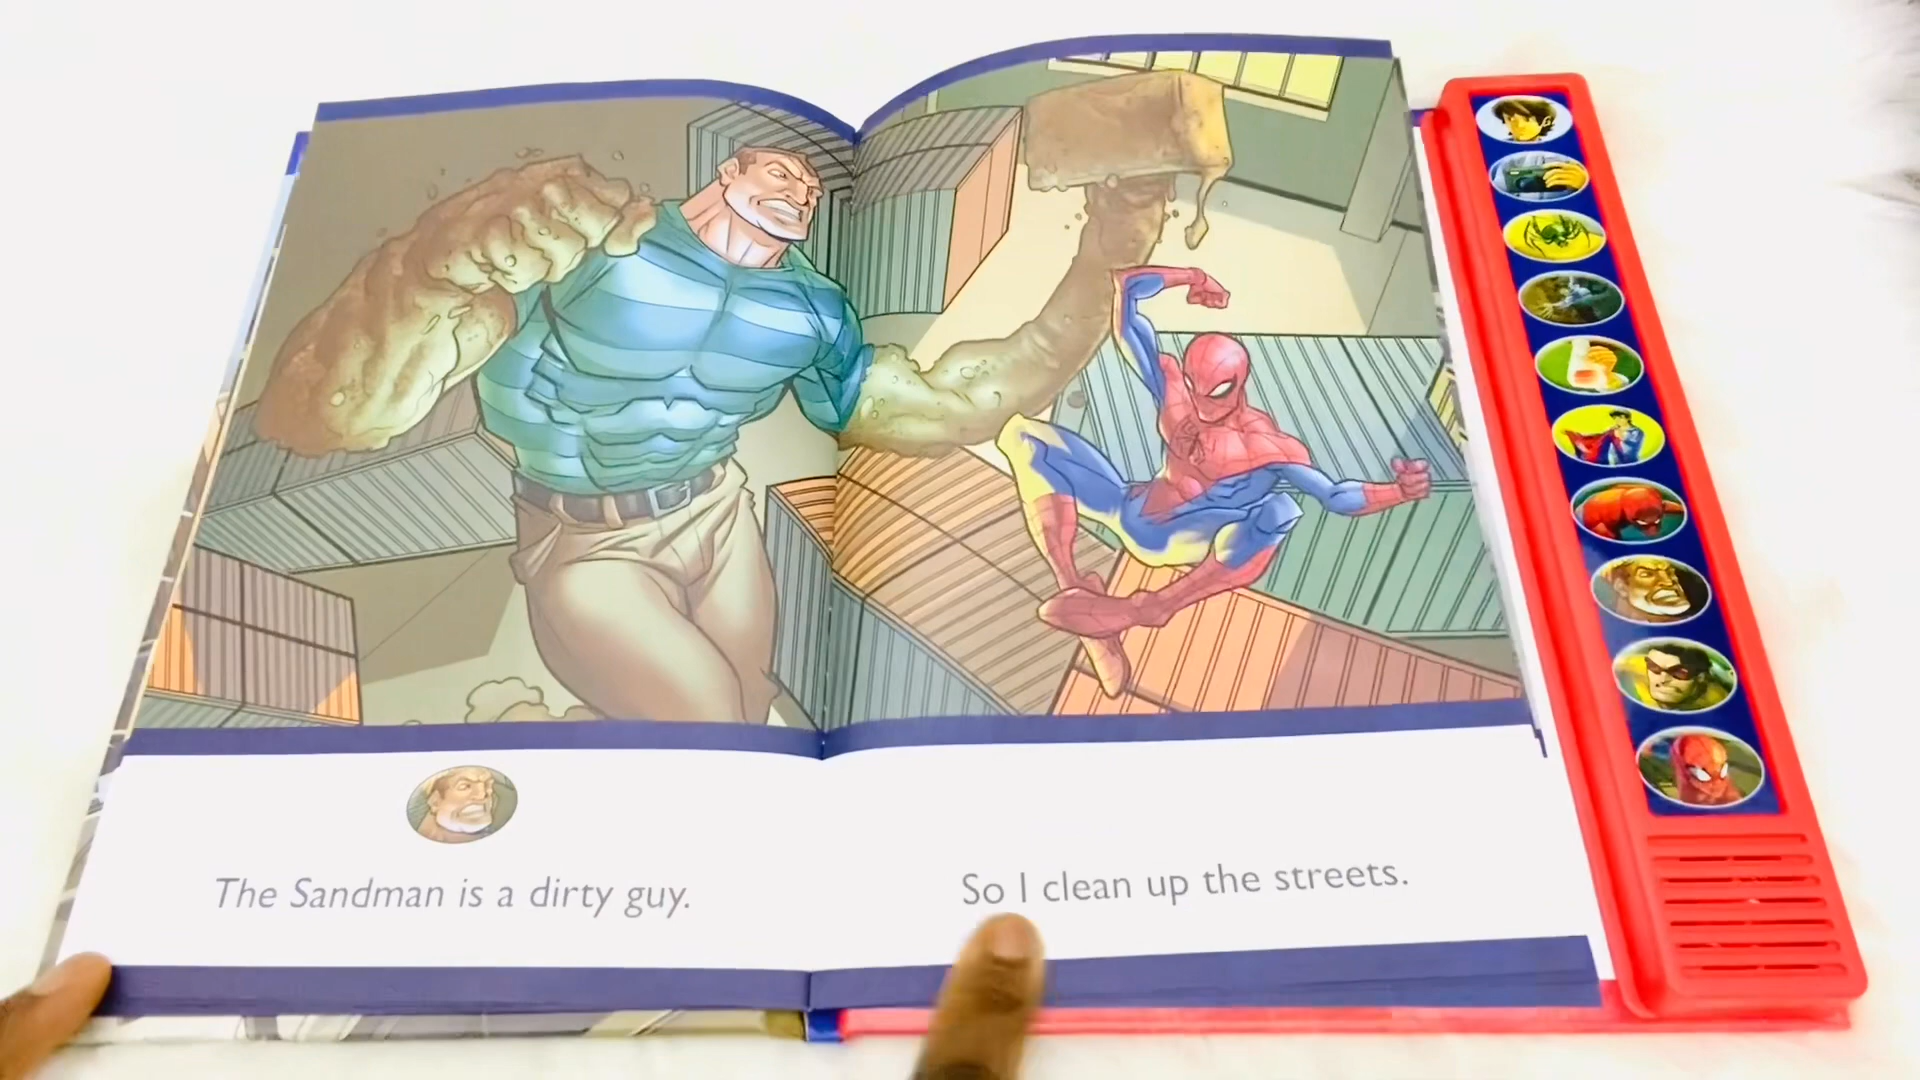 The Sandman is a dirty guy.
So I clean up the streets.